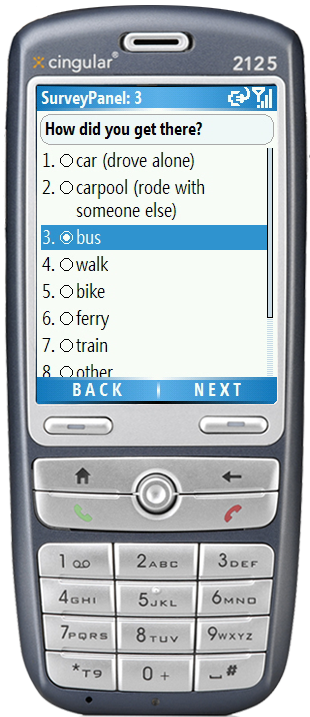 cingular®
2125
SurveyPanel: 3
How did you get there?
1. car (drove alone)
2. carpool (rode with
someone else)
3. bus
4. walk
5. bike
6. ferry
7. train
8. other
BACK NEXT
1 2ABC 3DEF
4GHI 5JKL 6MNO
7PQRS 8TUV 9WXYZ
*T9 0 + #